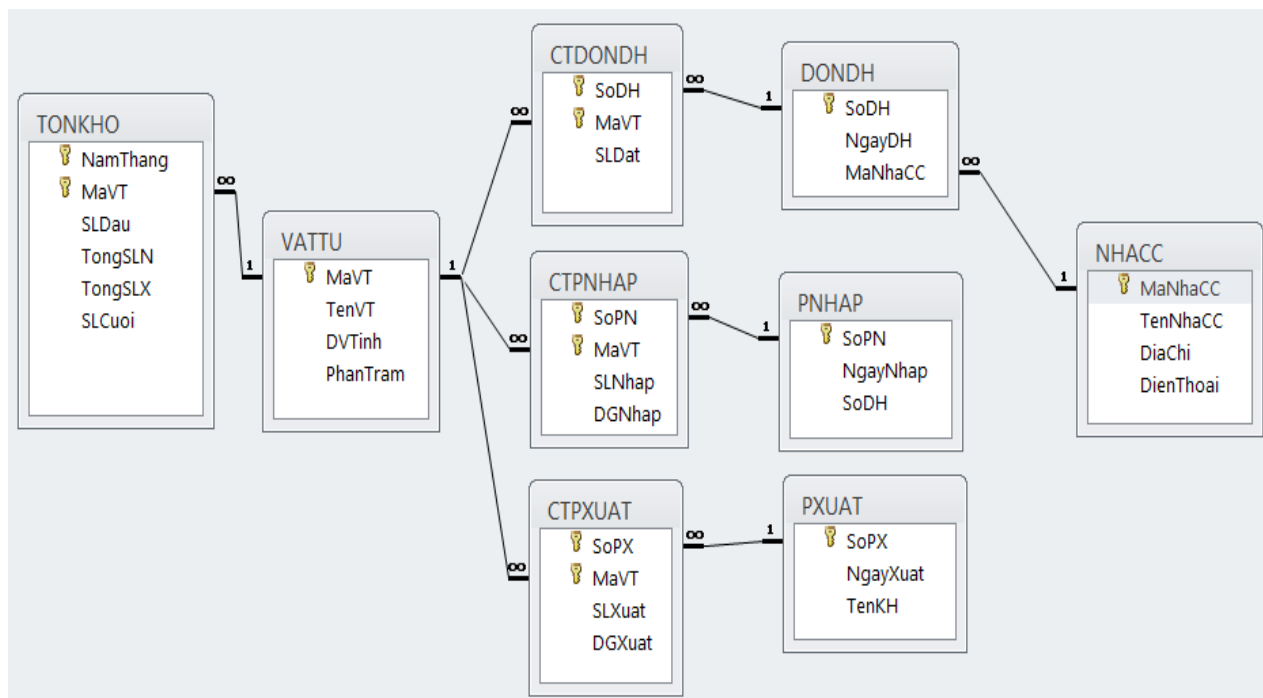 TONKHO
NamThang
MaVT
SLDau
TongSLN
TongSLX
SLCuoi
∞
1
VATTU
MaVT
TenVT
DVTinh
PhanTram
1
∞
∞
∞
CTDONDH
SoDH
MaVT
SLDat
∞
1
DONDH
SoDH
NgayDH
MaNhaCC
∞
1
CTPNHAP
SoPN
MaVT
SLNhap
DGNhap
∞
1
PNHAP
SoPN
NgayNhap
SoDH
CTPXUAT
SoPX
MaVT
SLXuat
DGXuat
∞
1
PXUAT
SoPX
NgayXuat
TenKH
NHACC
MaNhaCC
TenNhaCC
DiaChi
DienThoai